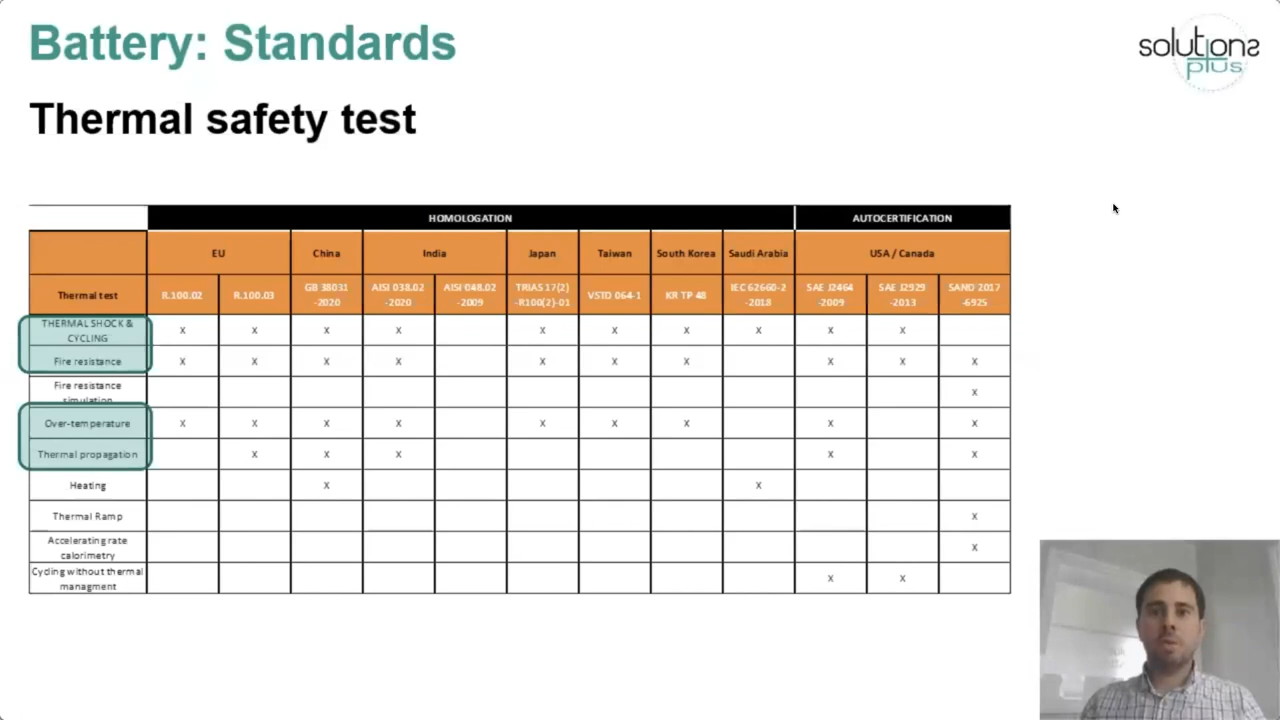 Battery: Standards
solutions
plus
Thermal safety test
HOMOLOGATION AUTOCERTIFICATION
EU China India Japan Taiwan South Korea Saudi Arabia USA / Canada
Thermal test R.100.02 R.100.03 GB 38031 -2020 AISI 038.02 -2020 AISI 048.02 -2009 TRIAS 17(2) -R100(2)-01 VSTD 064-1 KR TP 48 IEC 62660-2 -2018 SAE J2464 -2009 SAE J2929 -2013 SAND 2017 -6925
THERMAL SHOCK & CYCLING X X X X X X X X X X
Fire resistance X X X X X X X X X X
Fire resistance simulation X
Over-temperature X X X X X X X X X
Thermal propagation X X X X X
Heating X X
Thermal Ramp X
Accelerating rate calorimetry X
Cycling without thermal managment X X